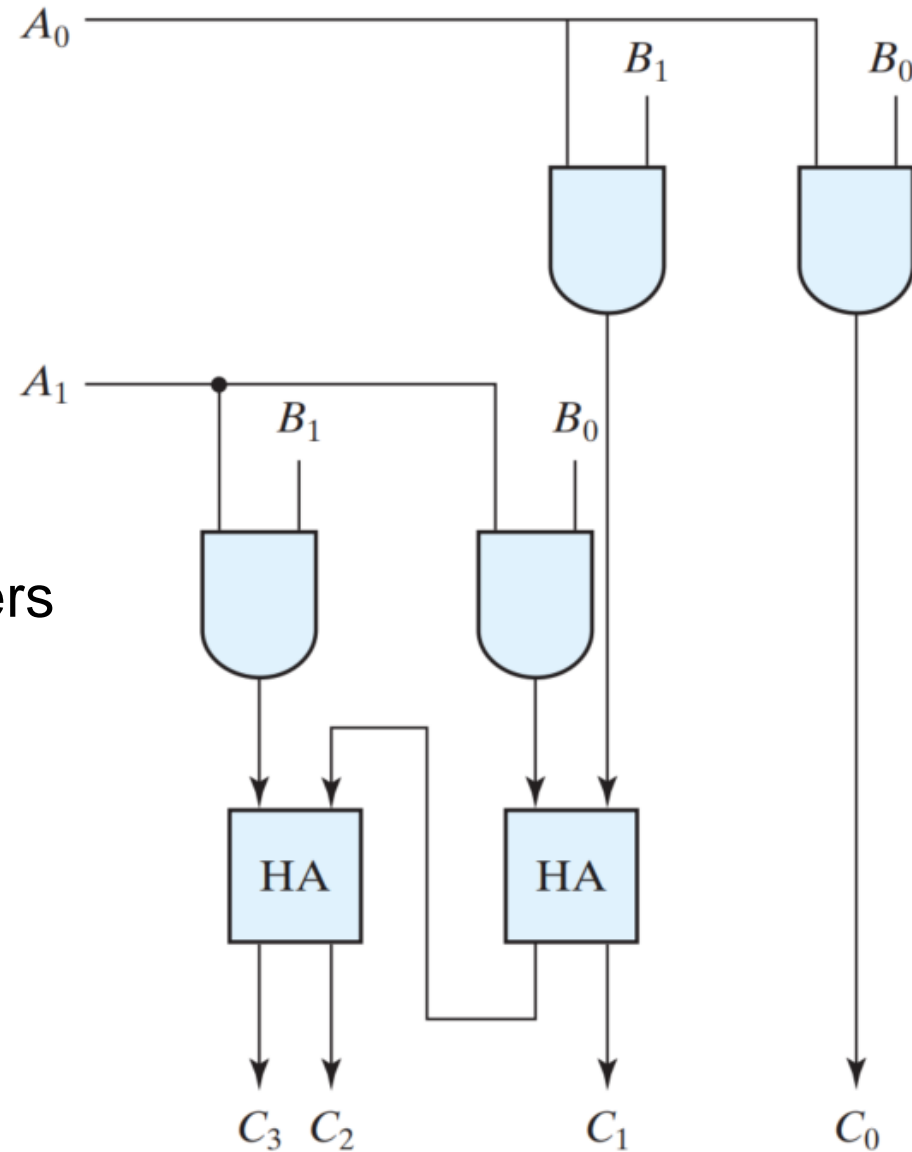 A₀
B₁ B₀
A₁
B₁ B₀
ers
HA HA
C₃ C₂ C₁ C₀